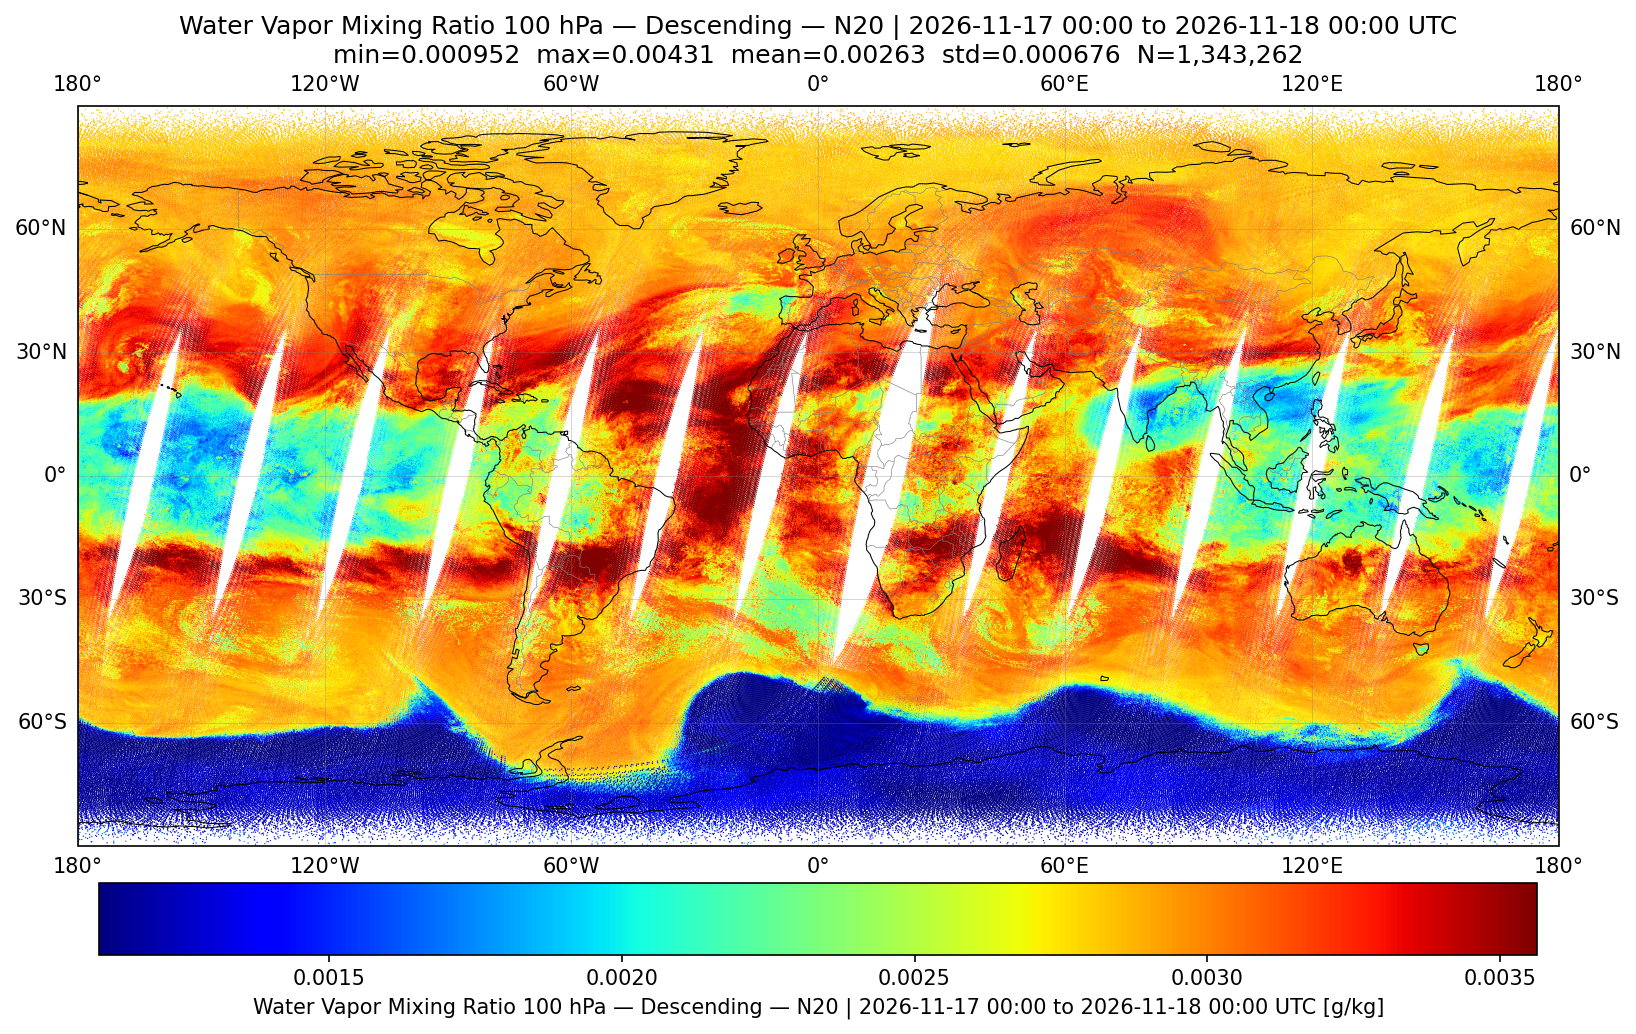 Water Vapor Mixing Ratio 100 hPa — Descending — N20 | 2026-11-17 00:00 to 2026-11-18 00:00 UTC
min=0.000952 max=0.00431 mean=0.00263 std=0.000676 N=1,343,262
180° 120°W 60°W 0° 60°E 120°E 180°
60°N 60°N
30°N 30°N
0° 0°
30°S 30°S
60°S 60°S
180° 120°W 60°W 0° 60°E 120°E 180°
0.0015 0.0020 0.0025 0.0030 0.0035
Water Vapor Mixing Ratio 100 hPa — Descending — N20 | 2026-11-17 00:00 to 2026-11-18 00:00 UTC [g/kg]